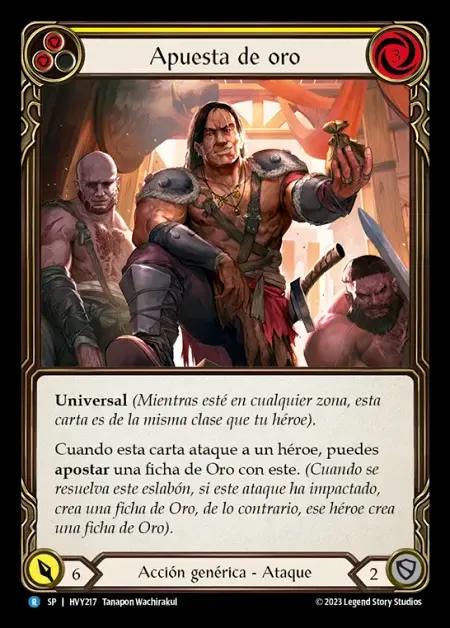 Apuesta de oro
3
Universal (Mientras esté en cualquier zona, esta
carta es de la misma clase que tu héroe).
Cuando esta carta ataque a un héroe, puedes
apostar una ficha de Oro con este. (Cuando se
resuelva este eslabón, si este ataque ha impactado,
crea una ficha de Oro, de lo contrario, ese héroe crea
una ficha de Oro).
6
Acción genérica - Ataque
2
R SP | HVY217 Tanapon Wachirakul
© 2023 Legend Story Studios